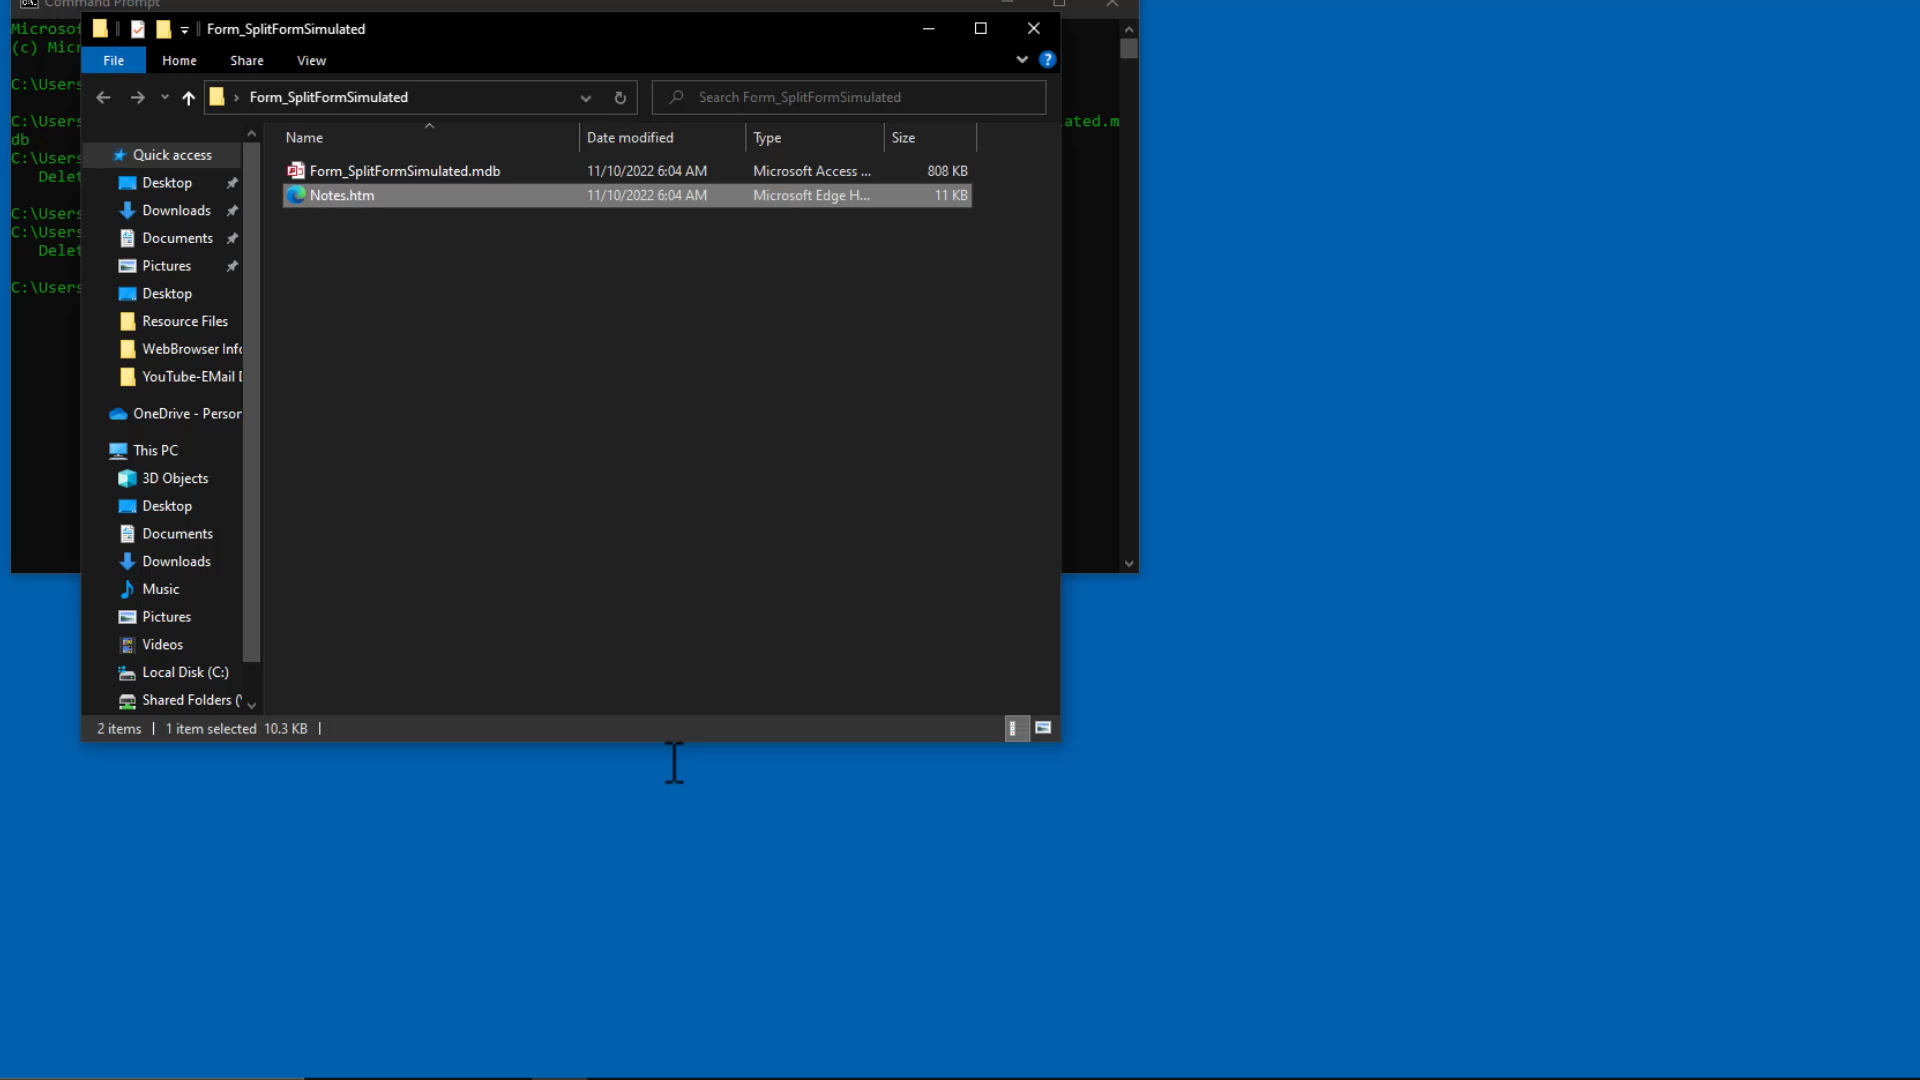 Command Prompt
Form_SplitFormSimulated
File
Home
Share
View
?
Form_SplitFormSimulated
Search Form_SplitFormSimulated
Name
Date modified
Type
Size
Form_SplitFormSimulated.mdb 11/10/2022 6:04 AM Microsoft Access ... 808 KB
Notes.htm 11/10/2022 6:04 AM Microsoft Edge H... 11 KB
Quick access
Desktop
Downloads
Documents
Pictures
Desktop
Resource Files
WebBrowser Info
YouTube-EMail
OneDrive - Person
This PC
3D Objects
Desktop
Documents
Downloads
Music
Pictures
Videos
Local Disk (C:)
Shared Folders (
2 items
1 item selected 10.3 KB
Microsof
(c) Micr
C:\Users
C:\Users
ated.m
db
C:\Users
Delet
C:\Users
C:\Users
Delet
C:\Users